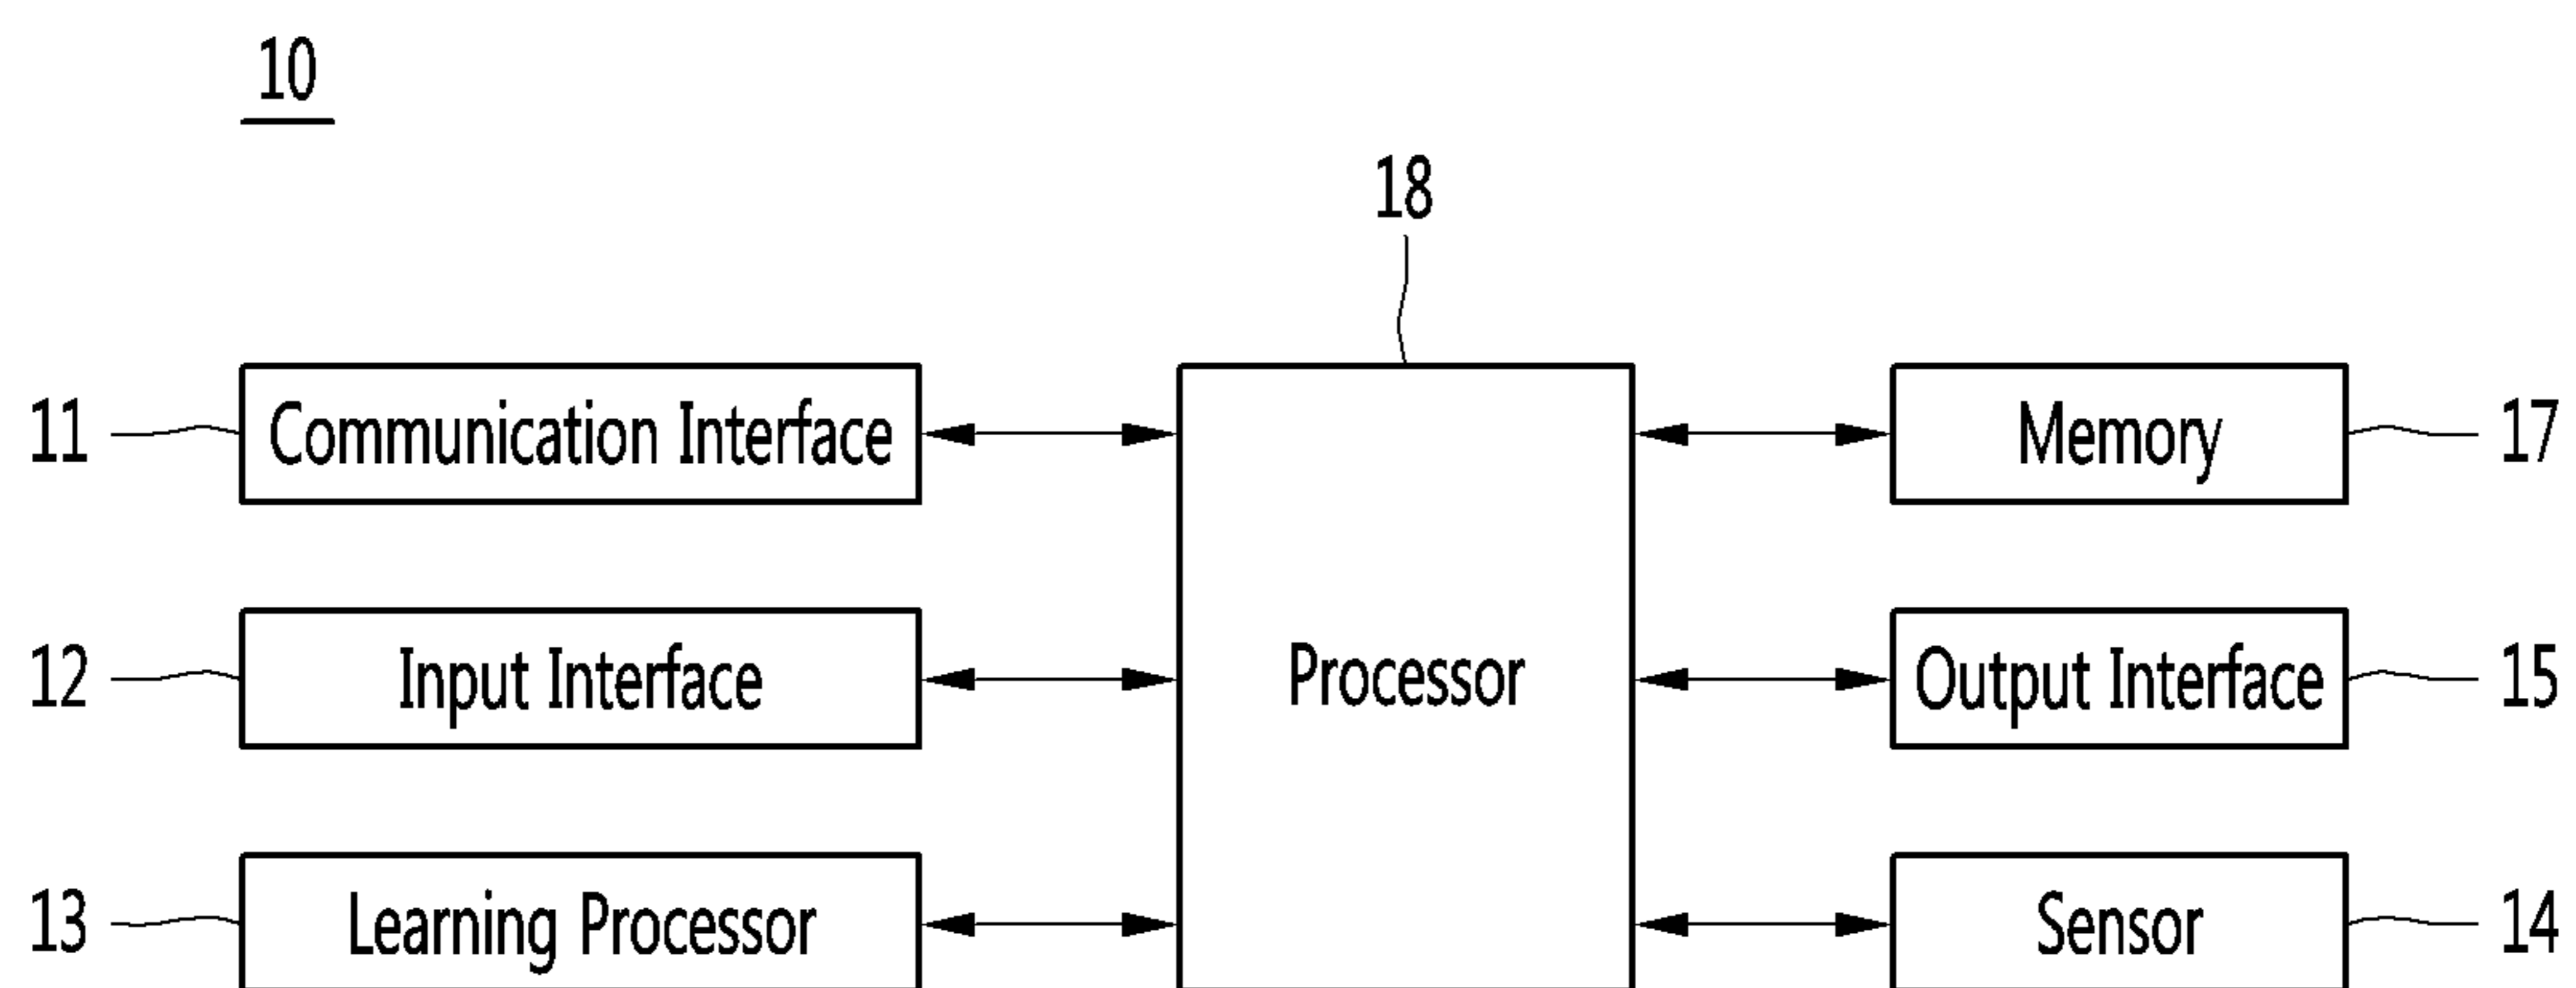 10
18
11 Communication Interface Memory 17
12 Input Interface Processor Output Interface 15
13 Learning Processor Sensor 14